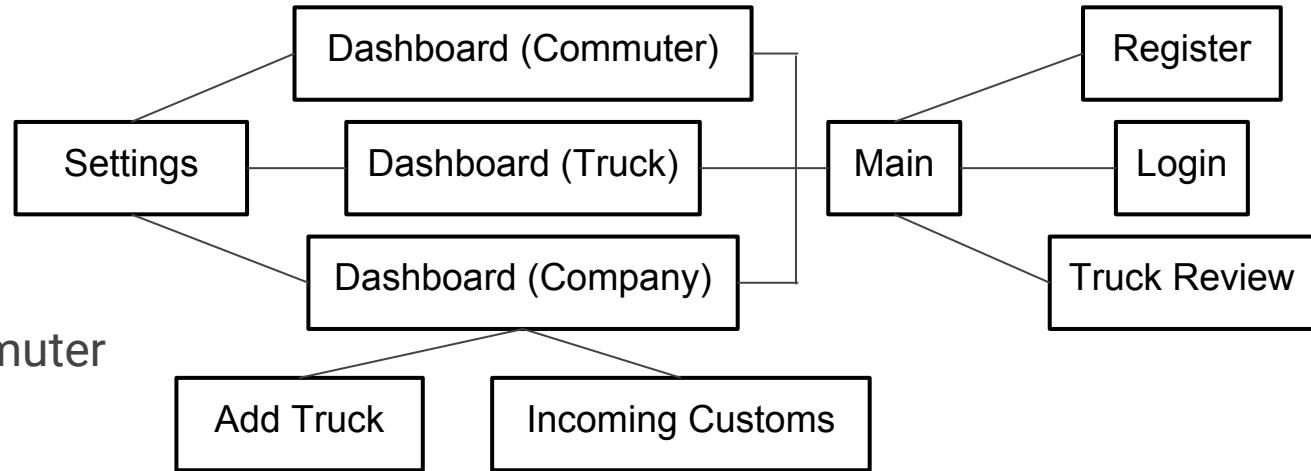 Dashboard (Commuter)
Register
Settings
Dashboard (Truck)
Main
Login
Dashboard (Company)
Truck Review
muter
Add Truck
Incoming Customs